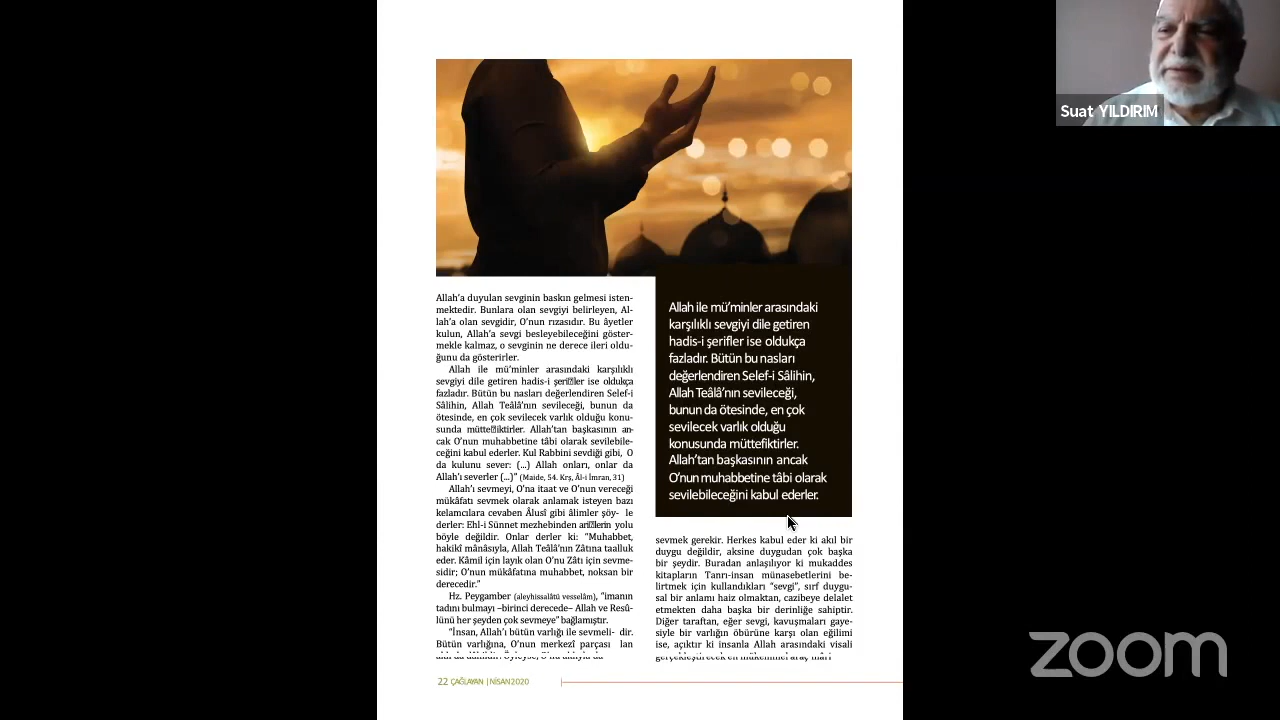 Allah'a duyulan sevginin baskın gelmesi isten-
mektedir. Bunlara olan sevgiyi belirleyen, Al-
lah'a olan sevgidir, O'nun rızasıdır. Bu âyetler
kulun, Allah'a sevgi besleyebileceğini göster-
mekle kalmaz, o sevginin ne derece ileri oldu-
ğunu da gösterirler.
Allah ile mü'minler arasındaki karşılıklı
sevgiyi dile getiren hadis-i şerifler ise oldukça
fazladır. Bütün bu nasları değerlendiren Selef-i
Sâlihin, Allah Teâlâ'nın sevileceği, bunun da
ötesinde, en çok sevilecek varlık olduğu konu-
sunda müttefiktirler. Allah'tan başkasının an-
cak O'nun muhabbetine tâbi olarak sevilebile-
ceğini kabul ederler. Kul Rabbini sevdiği gibi, O
da kulunu sever: (...) Allah onları, onlar da
Allah'ı severler (...)" (Maide, 54. Krş, Âl-i İmran, 31)
Allah'ı sevmeyi, O'na itaat ve O'nun vereceği
mükâfatı sevmek olarak anlamak isteyen bazı
kelamcılara cevaben Âlusî gibi âlimler şöy- le
derler: Ehl-i Sünnet mezhebinden ariflerin yolu
böyle değildir. Onlar derler ki: "Muhabbet,
hakikî mânâsıyla, Allah Teâlâ'nın Zâtına taalluk
eder. Kâmil için layık olan O'nu Zâtı için sevme-
sidir; O'nun mükâfatına muhabbet, noksan bir
derecedir."
Hz. Peygamber (aleyhissalâtü vesselâm), "imanın
tadını bulmayı –birinci derecede– Allah ve Resû-
lünü her şeyden çok sevmeye" bağlamıştır.
"İnsan, Allah'ı bütün varlığı ile sevmeli- dir.
Bütün varlığına, O'nun merkezî parçası lan
Allah ile mü'minler arasındaki
karşılıklı sevgiyi dile getiren
hadis-i şerifler ise oldukça
fazladır. Bütün bu nasları
değerlendiren Selef-i Sâlihin,
Allah Teâlâ'nın sevileceği,
bunun da ötesinde, en çok
sevilecek varlık olduğu
konusunda müttefiktirler.
Allah'tan başkasının ancak
O'nun muhabbetine tâbi olarak
sevilebileceğini kabul ederler.
sevmek gerekir. Herkes kabul eder ki akıl bir
duygu değildir, aksine duygudan çok başka
bir şeydir. Buradan anlaşılıyor ki mukaddes
kitapların Tanrı-insan münasebetlerini be-
lirtmek için kullandıkları "sevgi", sırf duygu-
sal bir anlamı haiz olmaktan, cazibeye delalet
etmekten daha başka bir derinliğe sahiptir.
Diğer taraftan, eğer sevgi, kavuşmaları gaye-
siyle bir varlığın öbürüne karşı olan eğilimi
ise, açıktır ki insanla Allah arasındaki visali
22 ÇAĞLAYAN | NİSAN 2020
Suat YILDIRIM
zoom